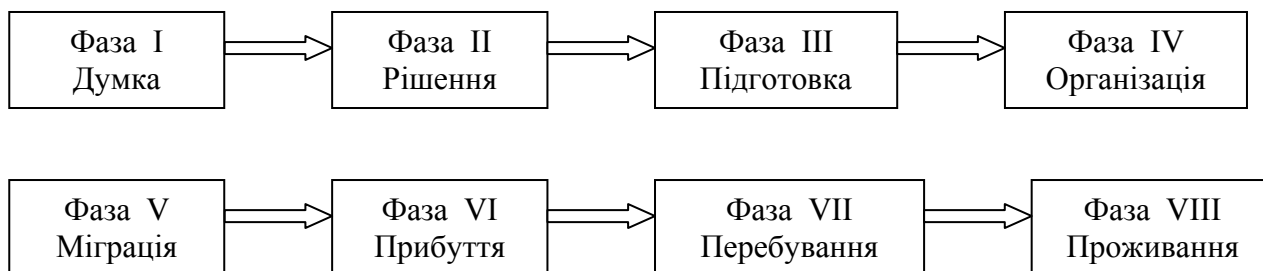 Фаза I
Думка
Фаза II
Рішення
Фаза III
Підготовка
Фаза IV
Організація
Фаза V
Міграція
Фаза VI
Прибуття
Фаза VII
Перебування
Фаза VIII
Проживання